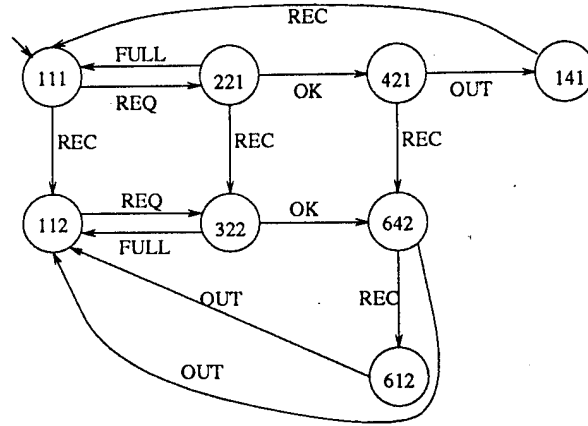 REC
FULL
111
221
421
141
REQ
OK
OUT
REC
REC
REC
REQ
OK
112
322
642
FULL
REC
OUT
OUT
612